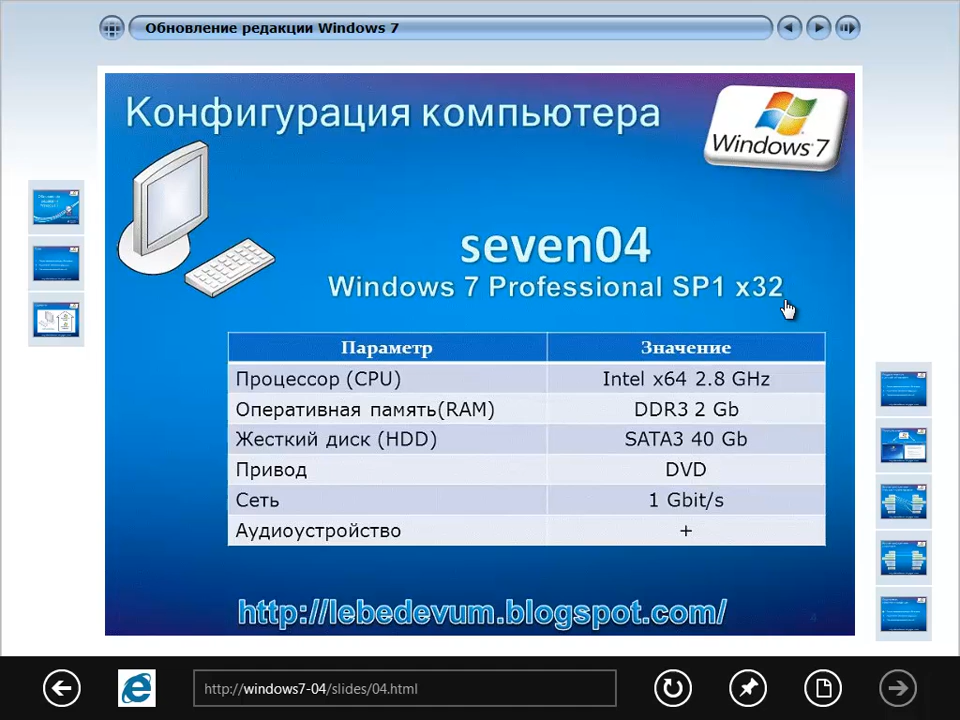 Обновление редакции Windows 7
Конфигурация компьютера
Windows 7
seven04
Windows 7 Professional SP1 x32
Параметр Значение
Процессор (CPU) Intel x64 2.8 GHz
Оперативная память(RAM) DDR3 2 Gb
Жесткий диск (HDD) SATA3 40 Gb
Привод DVD
Сеть 1 Gbit/s
Аудиоустройство +
http://lebedevum.blogspot.com/
http://windows7-04/slides/04.html